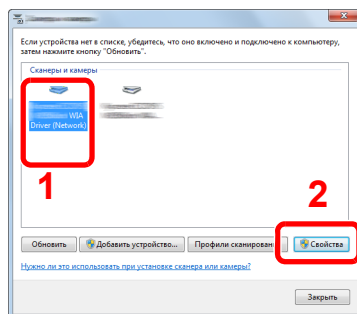 Если устройства нет в списке, убедитесь, что оно включено и подключено к компьютеру,
затем нажмите кнопку "Обновить".
Сканеры и камеры
WIA
Driver (Network)
1
2
Обновить
Добавить устройство...
Профили сканирован
Свойства
Нужно ли это использовать при установке сканера или камеры?
Закрыть